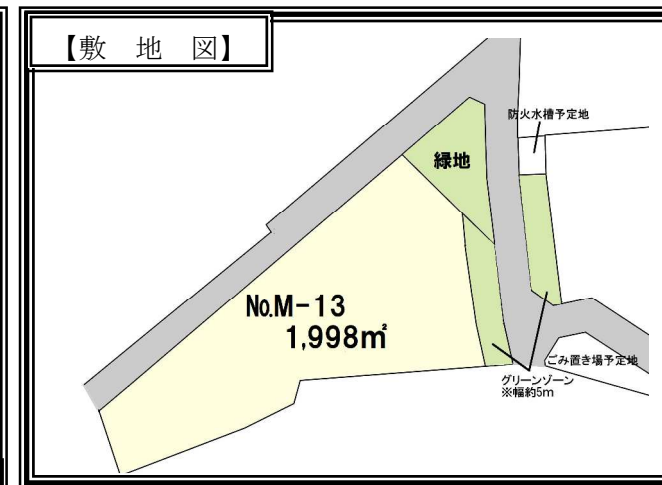 【敷 地 図】
防火水槽予定地
緑地
No.M-13
1,998㎡
ごみ置き場予定地
グリーンゾーン
※幅約5m